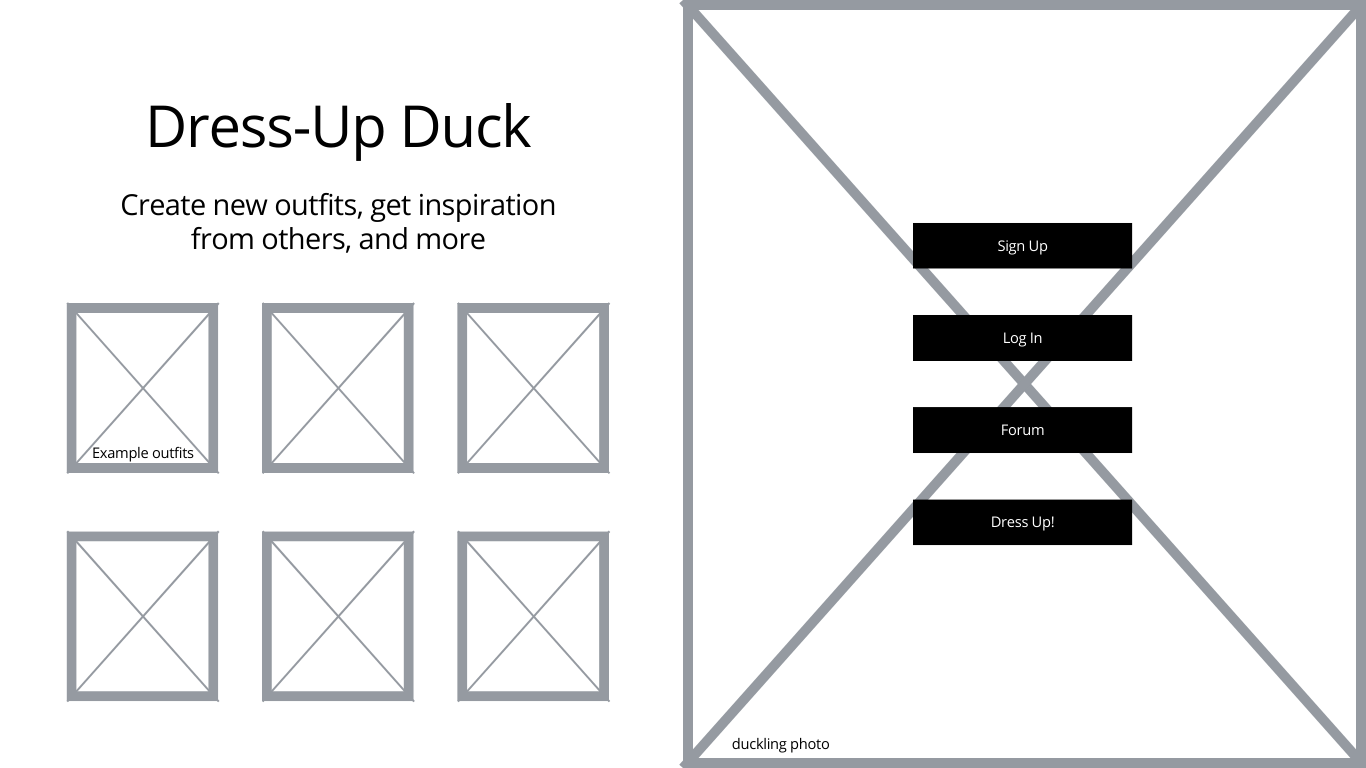 Dress-Up Duck
Create new outfits, get inspiration
from others, and more
Example outfits
Sign Up
Log In
Forum
Dress Up!
duckling photo